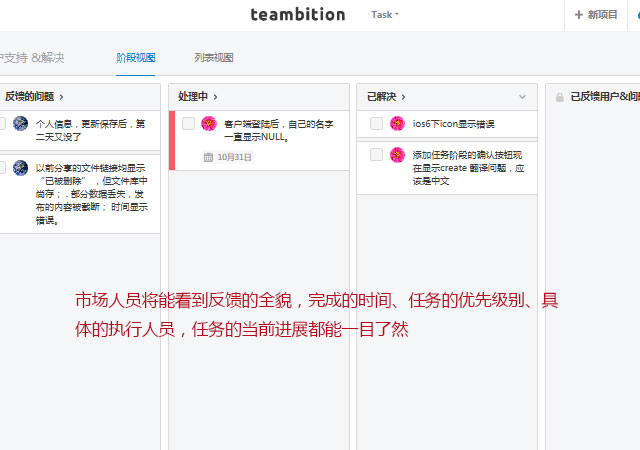 teambition
Task
新项目
户支持 &解决
阶段视图
列表视图
反馈的问题
个人信息，更新保存后，第
二天又没了
以前分享的文件链接均显示
“已被删除” ，但文件库中
尚存； . 部分数据丢失，发
布的内容被截断； 时间显示
错误。
处理中
客户端登陆后，自己的名字
一直显示NULL。
10月31日
已解决
ios6下icon显示错误
添加任务阶段的确认按钮现
在显示create 翻译问题，应
该是中文
已反馈用户&问题
市场人员将能看到反馈的全貌，完成的时间、任务的优先级别、具
体的执行人员，任务的当前进展都能一目了然